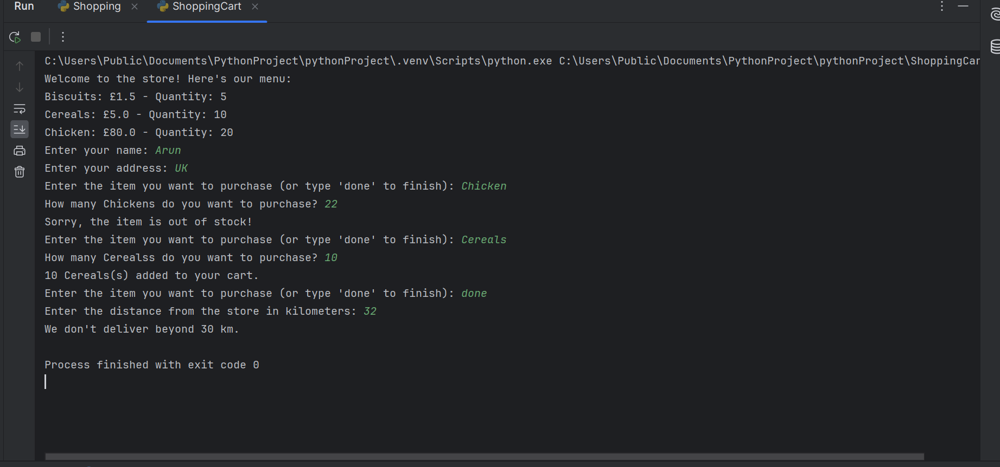 Run Shopping ShoppingCart
C:\Users\Public\Documents\PythonProject\pythonProject\.venv\Scripts\python.exe C:\Users\Public\Documents\PythonProject\pythonProject\ShoppingCar
Welcome to the store! Here's our menu:
Biscuits: £1.5 - Quantity: 5
Cereals: £5.0 - Quantity: 10
Chicken: £80.0 - Quantity: 20
Enter your name: Arun
Enter your address: UK
Enter the item you want to purchase (or type 'done' to finish): Chicken
How many Chickens do you want to purchase? 22
Sorry, the item is out of stock!
Enter the item you want to purchase (or type 'done' to finish): Cereals
How many Cerealss do you want to purchase? 10
10 Cereals(s) added to your cart.
Enter the item you want to purchase (or type 'done' to finish): done
Enter the distance from the store in kilometers: 32
We don't deliver beyond 30 km.
Process finished with exit code 0